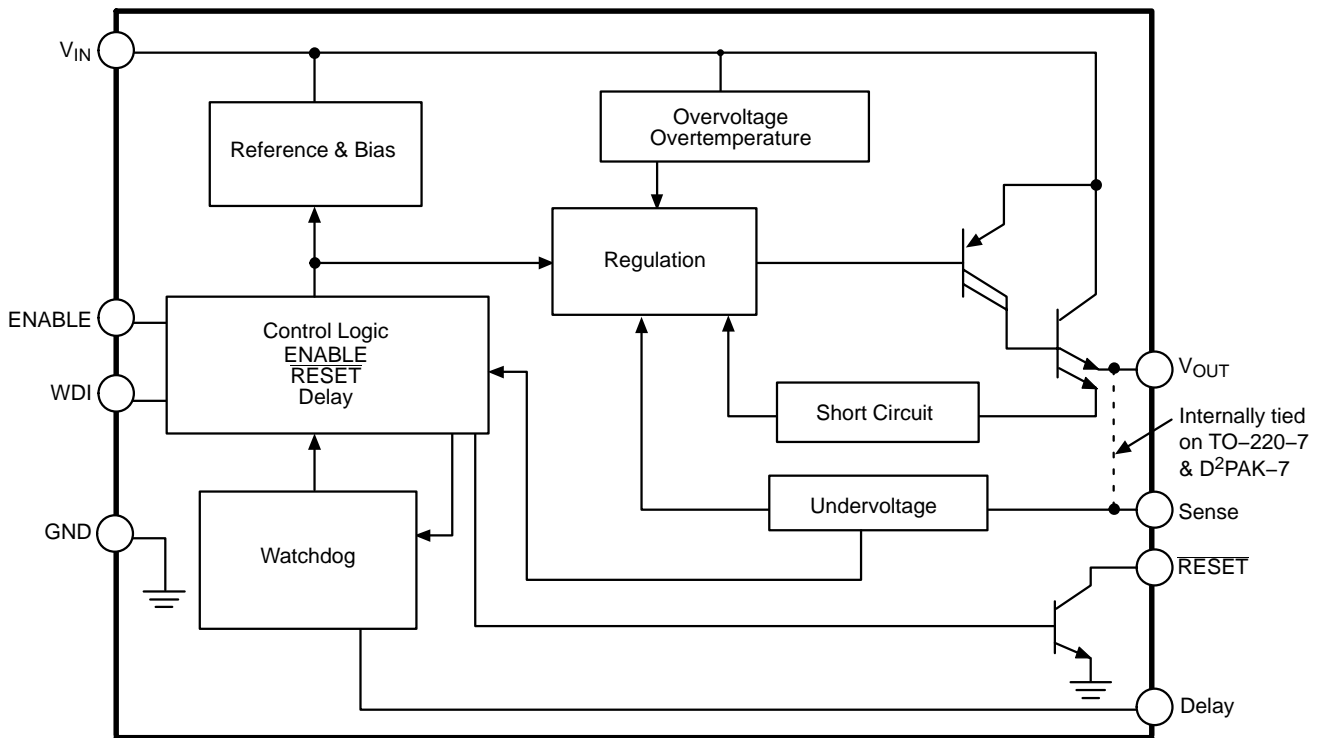 VIN
Overvoltage
Overtemperature
Reference & Bias
Regulation
ENABLE
Control Logic
ENABLE
RESET
Delay
WDI
VOUT
Short Circuit
Internally tied
on TO–220–7
& D2PAK–7
Undervoltage
Sense
GND
Watchdog
RESET
Delay